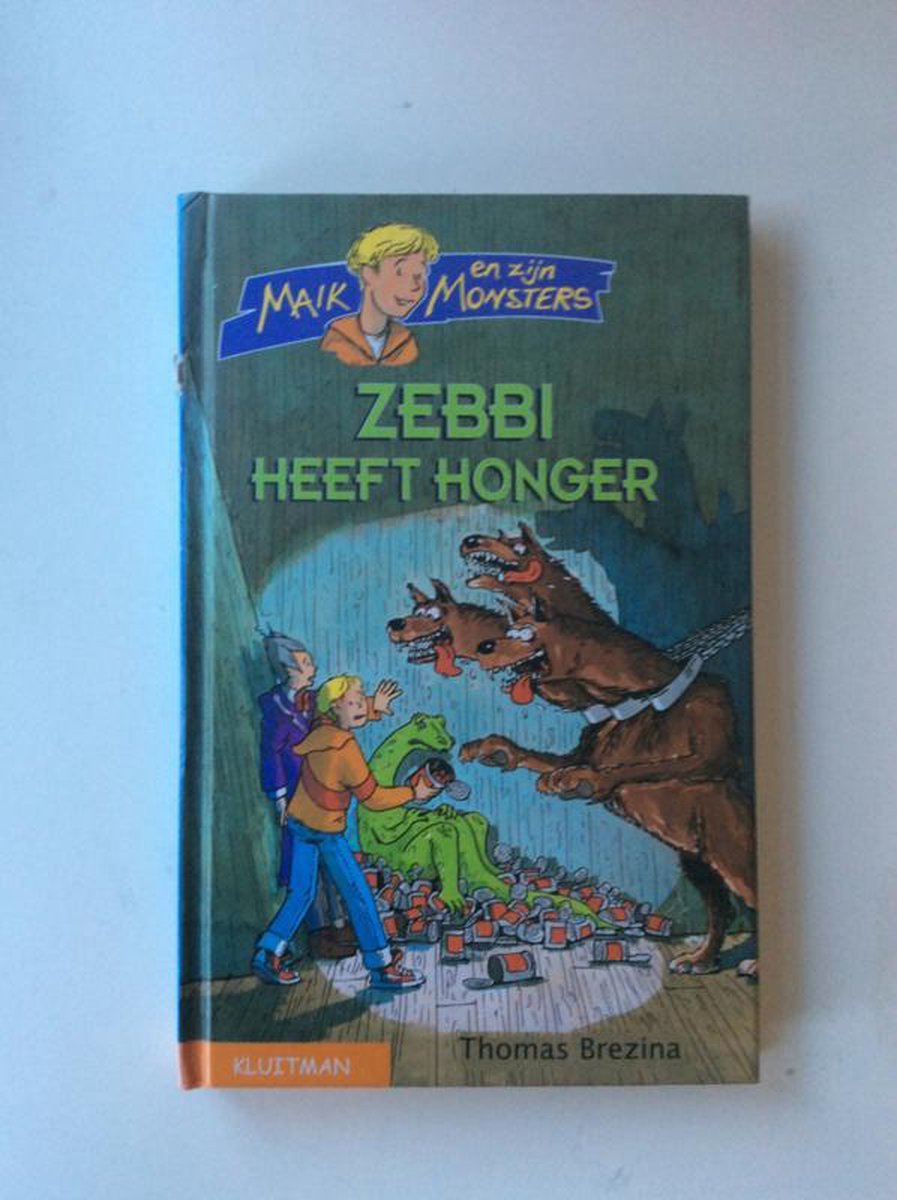 MAIK en zijn MONSTERS
ZEBBI
HEEFT HONGER
Thomas Brezina
KLUITMAN